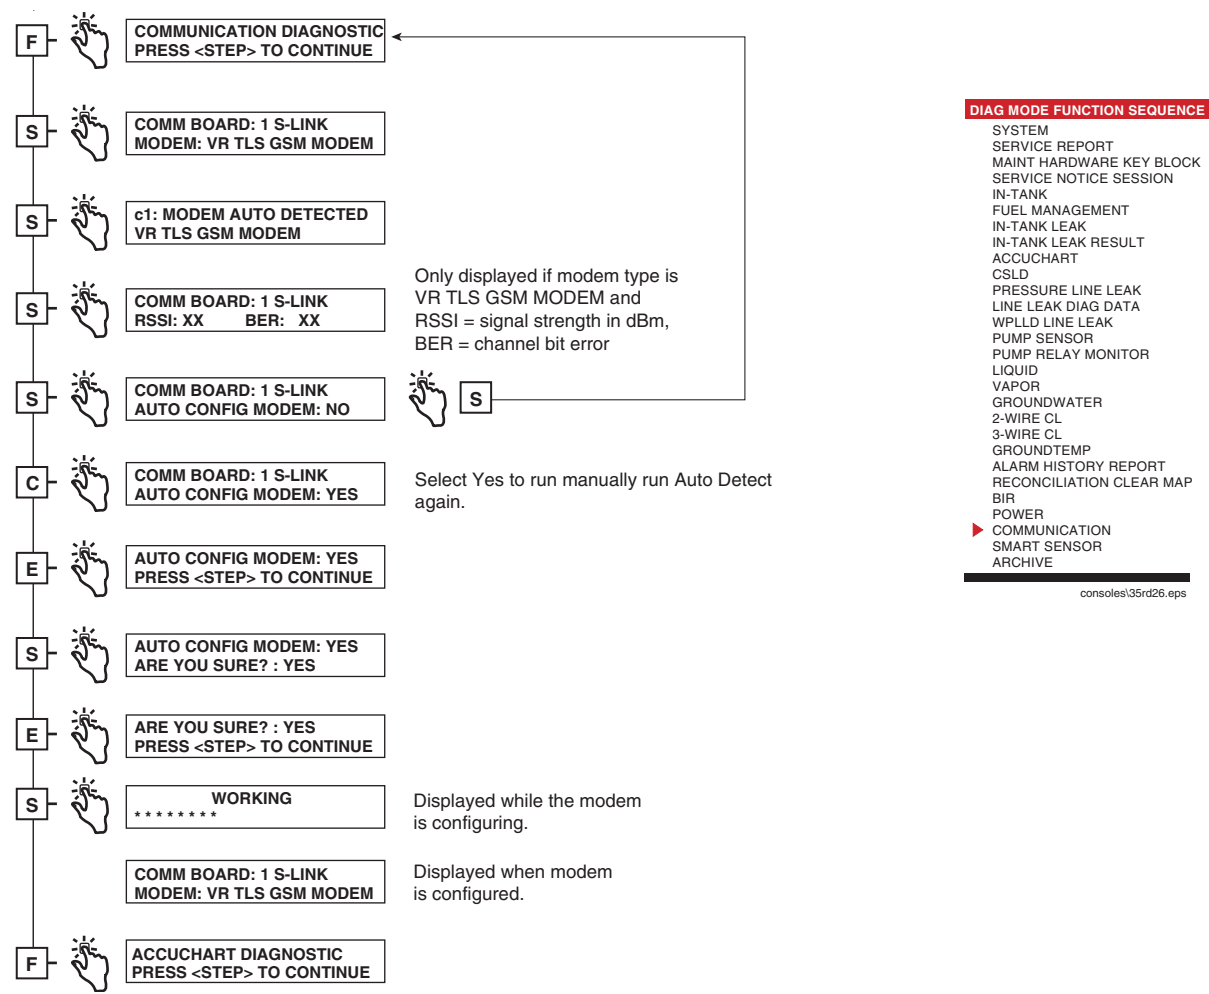 F
COMMUNICATION DIAGNOSTIC
PRESS <STEP> TO CONTINUE
S
COMM BOARD: 1 S-LINK
MODEM: VR TLS GSM MODEM
S
c1: MODEM AUTO DETECTED
VR TLS GSM MODEM
S
COMM BOARD: 1 S-LINK
RSSI: XX BER: XX
Only displayed if modem type is
VR TLS GSM MODEM and
RSSI = signal strength in dBm,
BER = channel bit error
S
COMM BOARD: 1 S-LINK
AUTO CONFIG MODEM: NO
S
C
COMM BOARD: 1 S-LINK
AUTO CONFIG MODEM: YES
Select Yes to run manually run Auto Detect
again.
E
AUTO CONFIG MODEM: YES
PRESS <STEP> TO CONTINUE
S
AUTO CONFIG MODEM: YES
ARE YOU SURE? : YES
E
ARE YOU SURE? : YES
PRESS <STEP> TO CONTINUE
S
WORKING
* * * * * * * *
Displayed while the modem
is configuring.
COMM BOARD: 1 S-LINK
MODEM: VR TLS GSM MODEM
Displayed when modem
is configured.
F
ACCUCHART DIAGNOSTIC
PRESS <STEP> TO CONTINUE
DIAG MODE FUNCTION SEQUENCE
SYSTEM
SERVICE REPORT
MAINT HARDWARE KEY BLOCK
SERVICE NOTICE SESSION
IN-TANK
FUEL MANAGEMENT
IN-TANK LEAK
IN-TANK LEAK RESULT
ACCUCHART
CSLD
PRESSURE LINE LEAK
LINE LEAK DIAG DATA
WPLLD LINE LEAK
PUMP SENSOR
PUMP RELAY MONITOR
LIQUID
VAPOR
GROUNDWATER
2-WIRE CL
3-WIRE CL
GROUNDTEMP
ALARM HISTORY REPORT
RECONCILIATION CLEAR MAP
BIR
POWER
COMMUNICATION
SMART SENSOR
ARCHIVE
consoles\35rd26.eps